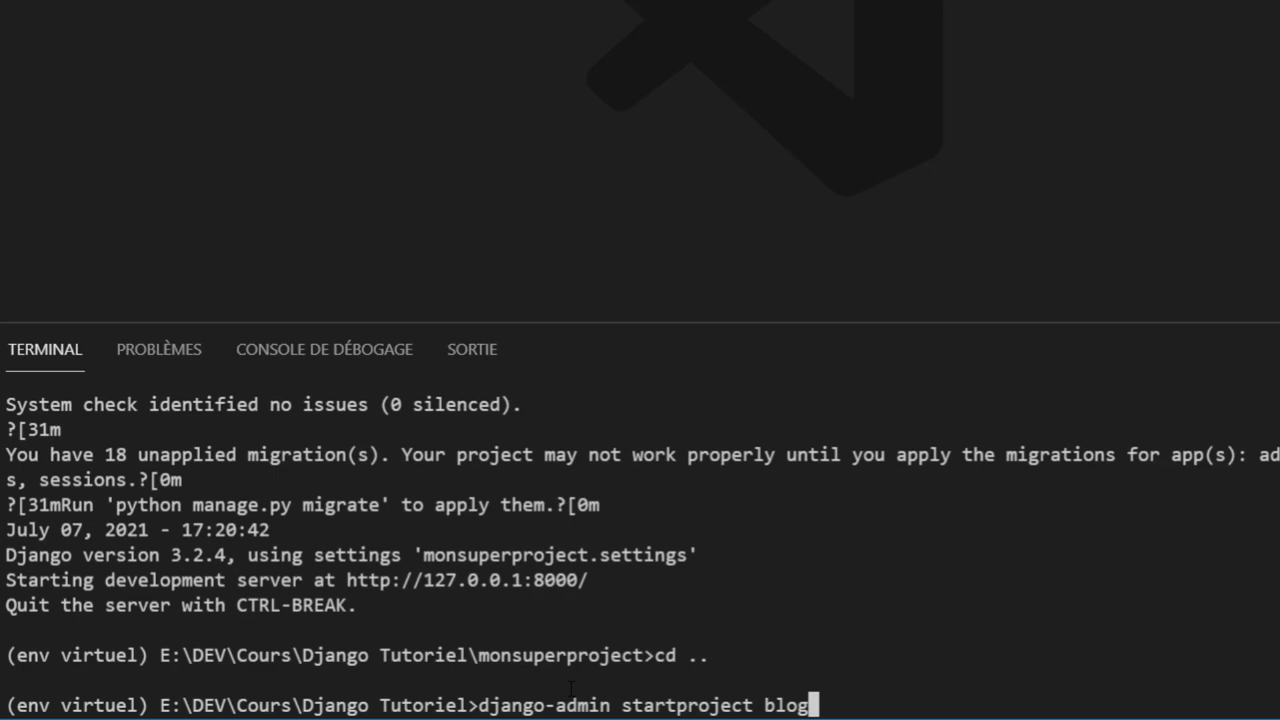 TERMINAL PROBLÈMES CONSOLE DE DÉBOGAGE SORTIE
System check identified no issues (0 silenced).
?[31m
You have 18 unapplied migration(s). Your project may not work properly until you apply the migrations for app(s): ad
s, sessions.?[0m
?[31mRun 'python manage.py migrate' to apply them.?[0m
July 07, 2021 - 17:20:42
Django version 3.2.4, using settings 'monsuperproject.settings'
Starting development server at http://127.0.0.1:8000/
Quit the server with CTRL-BREAK.
(env virtuel) E:\DEV\Cours\Django Tutoriel\monsuperproject>cd ..
(env virtuel) E:\DEV\Cours\Django Tutoriel>django-admin startproject blog